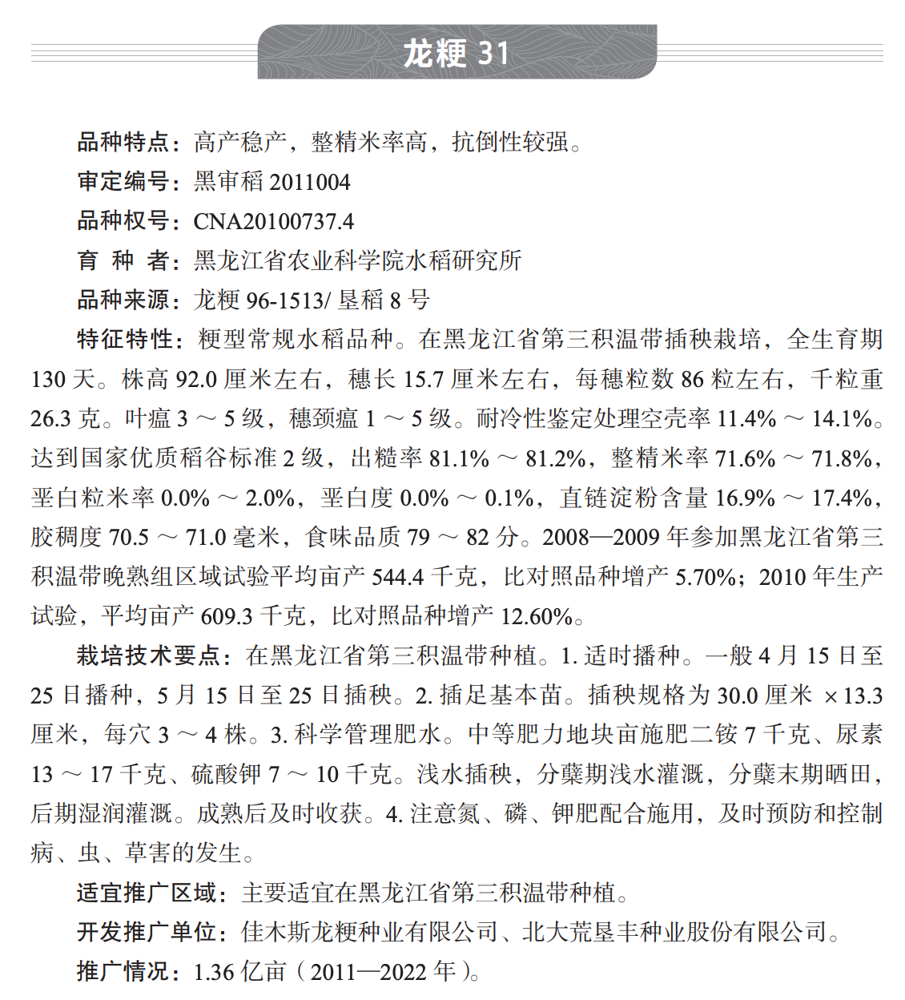 龙粳 31
品种特点：高产稳产，整精米率高，抗倒性较强。
审定编号：黑审稻 2011004
品种权号：CNA20100737.4
育 种 者：黑龙江省农业科学院水稻研究所
品种来源：龙粳 96-1513/ 垦稻 8 号
特征特性：粳型常规水稻品种。在黑龙江省第三积温带插秧栽培，全生育期
130 天。株高 92.0 厘米左右，穗长 15.7 厘米左右，每穗粒数 86 粒左右，千粒重
26.3 克。叶瘟 3 ～ 5 级，穗颈瘟 1 ～ 5 级。耐冷性鉴定处理空壳率 11.4% ～ 14.1%。
达到国家优质稻谷标准 2 级，出糙率 81.1% ～ 81.2%，整精米率 71.6% ～ 71.8%，
垩白粒米率 0.0% ～ 2.0%，垩白度 0.0% ～ 0.1%，直链淀粉含量 16.9% ～ 17.4%，
胶稠度 70.5 ～ 71.0 毫米，食味品质 79 ～ 82 分。2008—2009 年参加黑龙江省第三
积温带晚熟组区域试验平均亩产 544.4 千克，比对照品种增产 5.70%；2010 年生产
试验，平均亩产 609.3 千克，比对照品种增产 12.60%。
栽培技术要点：在黑龙江省第三积温带种植。1. 适时播种。一般 4 月 15 日至
25 日播种，5 月 15 日至 25 日插秧。2. 插足基本苗。插秧规格为 30.0 厘米 ×13.3
厘米，每穴 3 ～ 4 株。3. 科学管理肥水。中等肥力地块亩施肥二铵 7 千克、尿素
13 ～ 17 千克、硫酸钾 7 ～ 10 千克。浅水插秧，分蘖期浅水灌溉，分蘖末期晒田，
后期湿润灌溉。成熟后及时收获。4. 注意氮、磷、钾肥配合施用，及时预防和控制
病、虫、草害的发生。
适宜推广区域：主要适宜在黑龙江省第三积温带种植。
开发推广单位：佳木斯龙粳种业有限公司、北大荒垦丰种业股份有限公司。
推广情况：1.36 亿亩（2011—2022 年）。